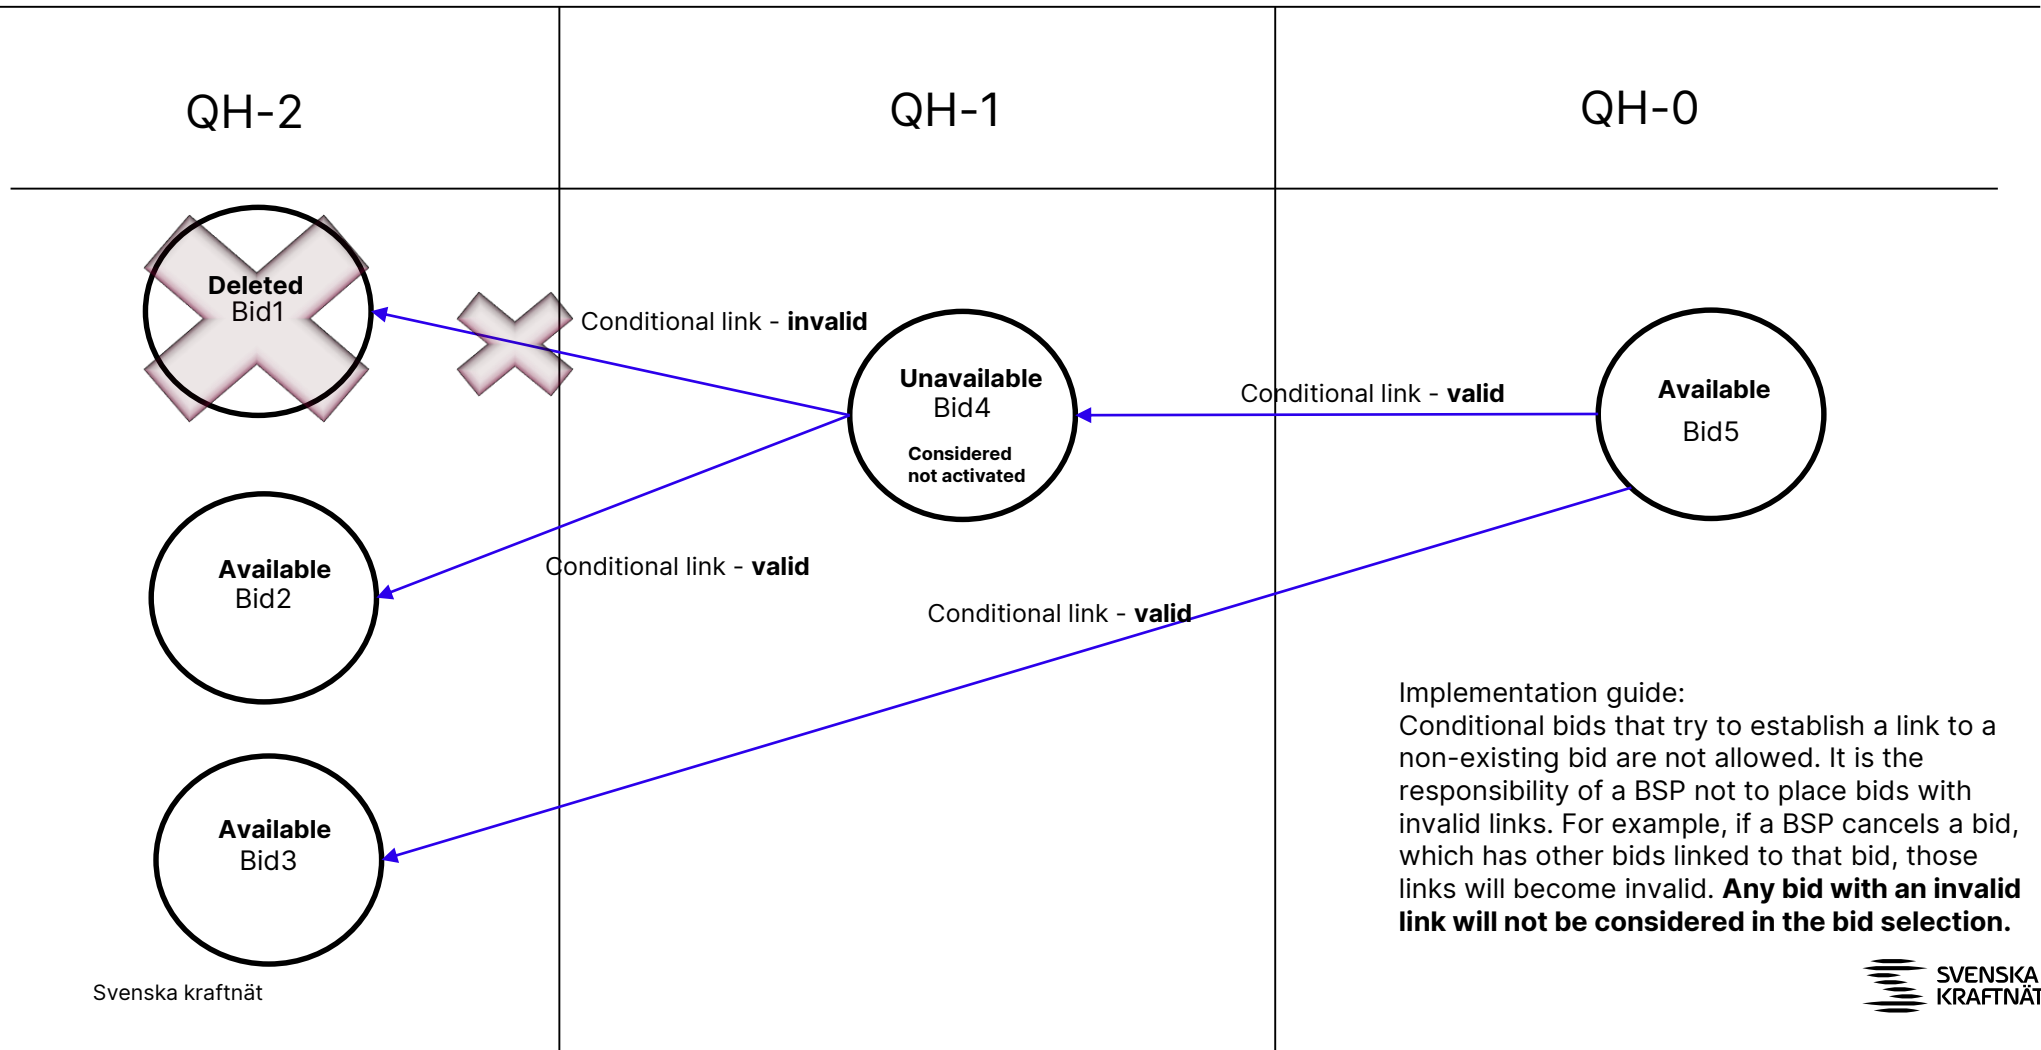 QH-2
QH-1
QH-0
Deleted
Bid1
Conditional link - invalid
Unavailable
Bid4
Considered
not activated
Conditional link - valid
Available
Bid5
Available
Bid2
Conditional link - valid
Conditional link - valid
Available
Bid3
Implementation guide:
Conditional bids that try to establish a link to a
non-existing bid are not allowed. It is the
responsibility of a BSP not to place bids with
invalid links. For example, if a BSP cancels a bid,
which has other bids linked to that bid, those
links will become invalid. Any bid with an invalid
link will not be considered in the bid selection.
Svenska kraftnät
SVENSKA
KRAFTNÄT